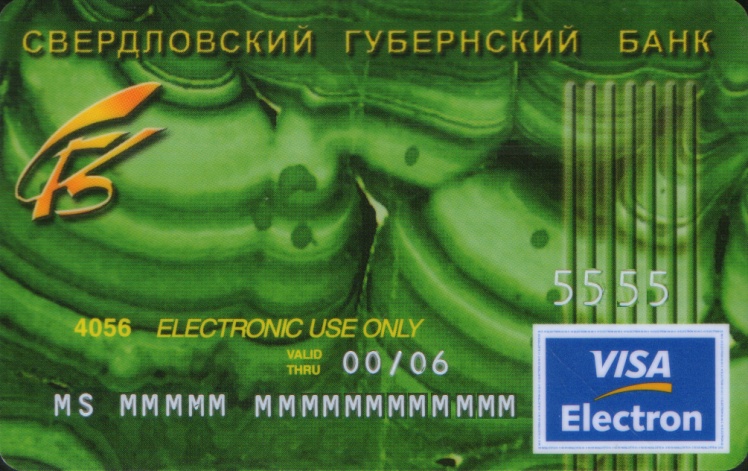 СВЕРДЛОВСКИЙ ГУБЕРНСКИЙ БАНК
5555
4056 ELECTRONIC USE ONLY
VALID THRU 00/06
MS MMMMM MMMMMMMMMMMM
VISA
Electron